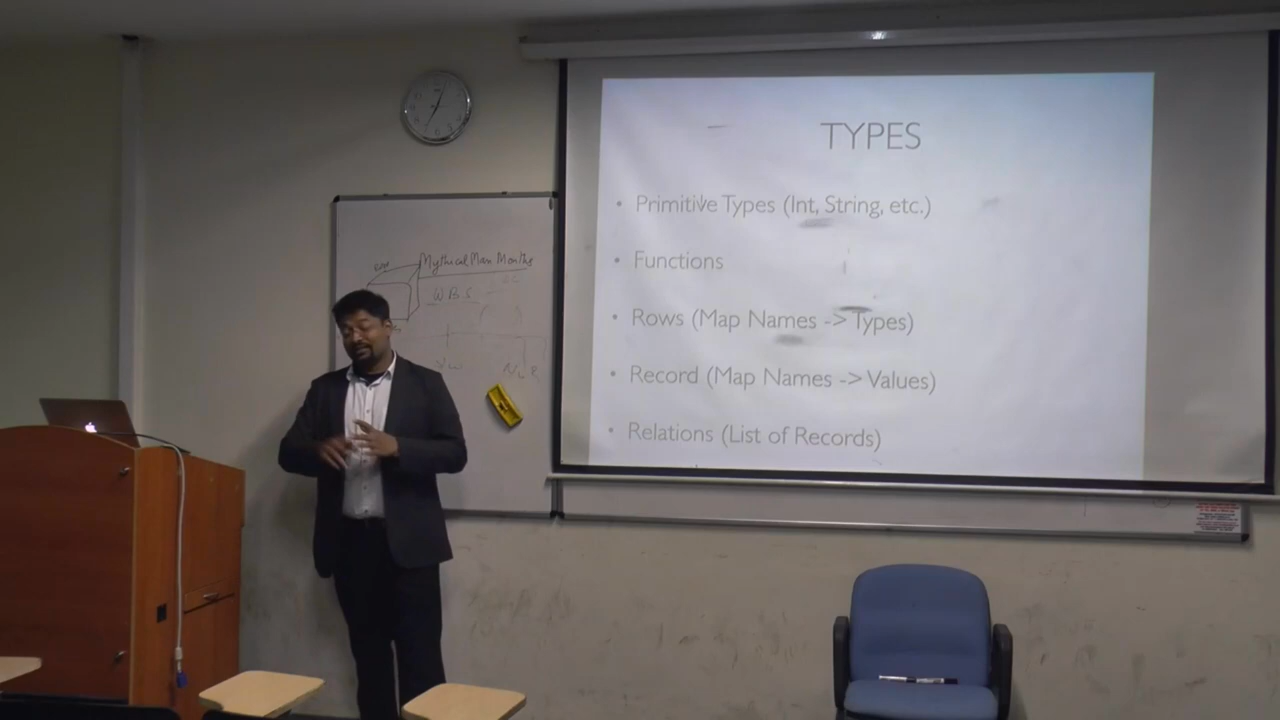 TYPES
• Primitive Types (Int, String, etc.)
• Functions
• Rows (Map Names -> Types)
• Record (Map Names -> Values)
• Relations (List of Records)
Mythical Man Months
W B S